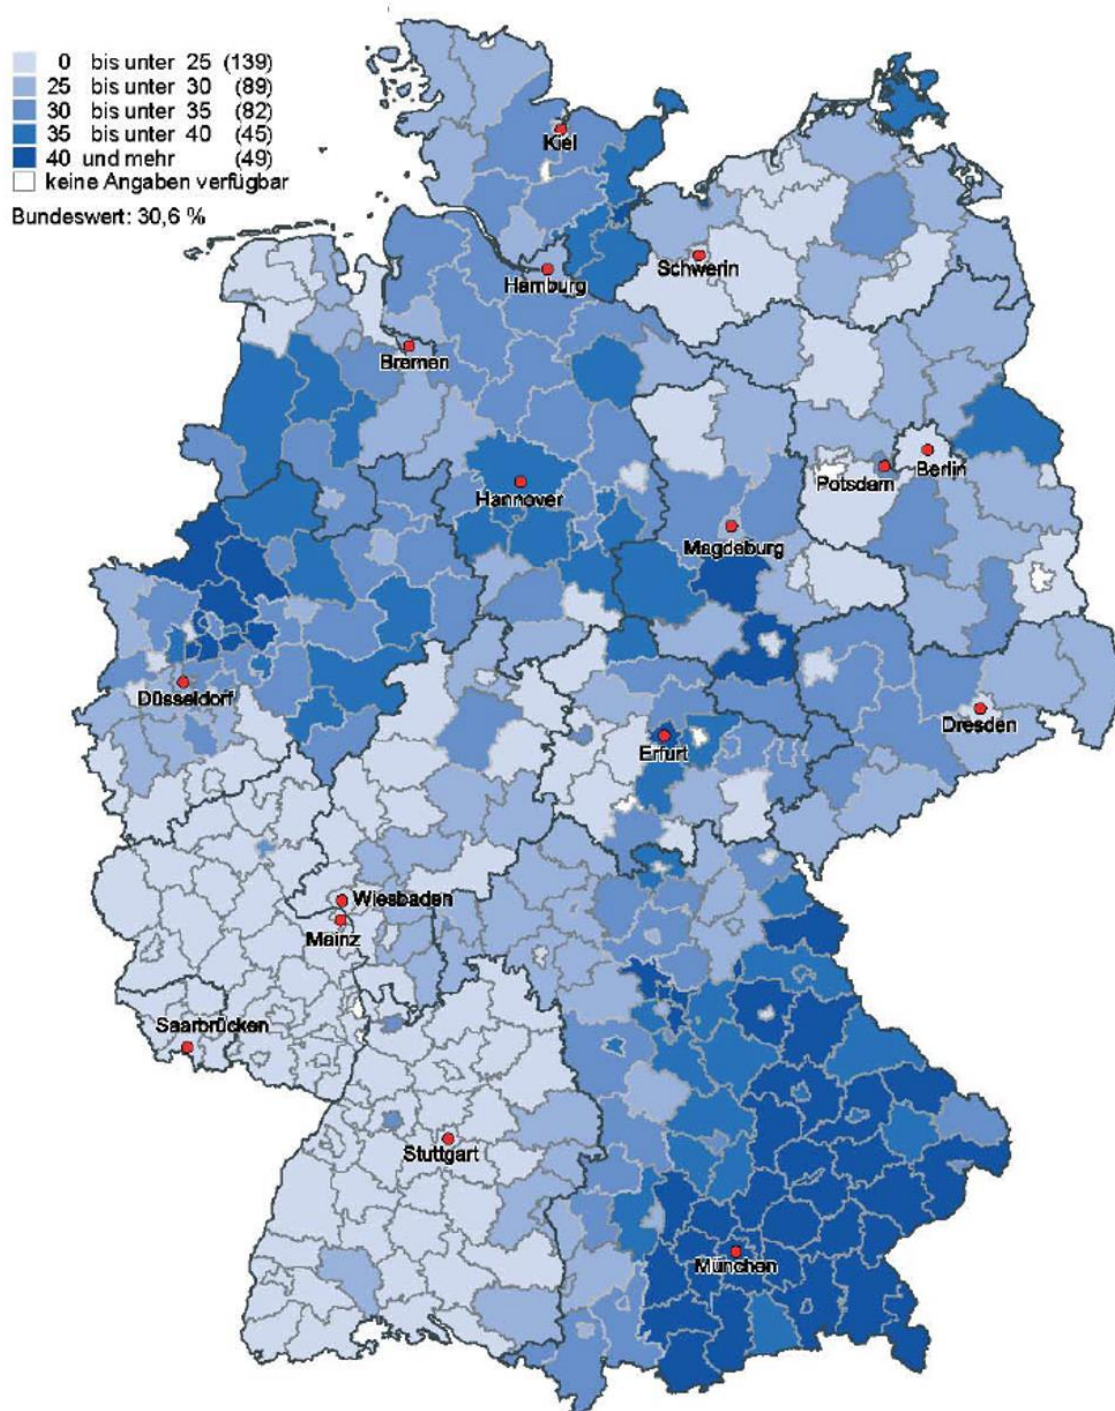 0 bis unter 25 (139)
25 bis unter 30 (89)
30 bis unter 35 (82)
35 bis unter 40 (45)
40 und mehr (49)
keine Angaben verfügbar
Bundeswert: 30,6 %
Kiel
Schwerin
Hamburg
Bremen
Berlin
Potsdam
Hannover
Magdeburg
Düsseldorf
Dresden
Erfurt
Wiesbaden
Mainz
Saarbrücken
Stuttgart
München